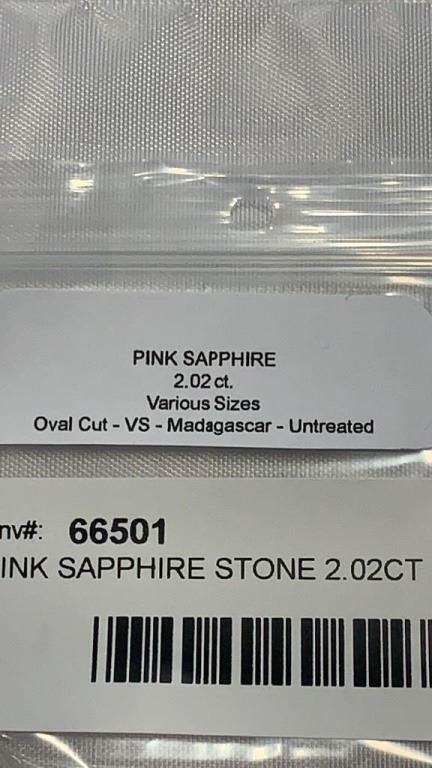 PINK SAPPHIRE
2.02 ct.
Various Sizes
Oval Cut - VS - Madagascar - Untreated
nv#: 66501
INK SAPPHIRE STONE 2.02CT